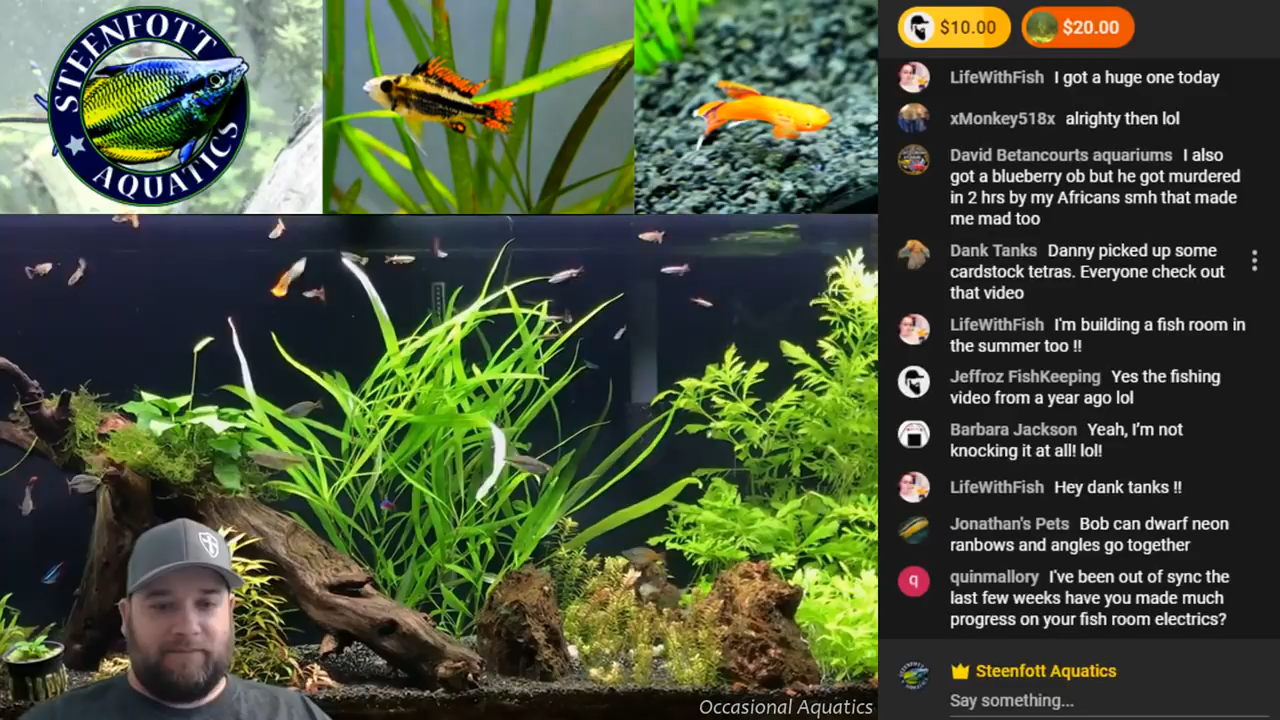 STEENFOTT
AQUATICS
$10.00
$20.00
LifeWithFish I got a huge one today
xMonkey518x alrighty then lol
David Betancourts aquariums I also
got a blueberry ob but he got murdered
in 2 hrs by my Africans smh that made
me mad too
Dank Tanks Danny picked up some
cardstock tetras. Everyone check out
that video
LifeWithFish I'm building a fish room in
the summer too !!
Jeffroz FishKeeping Yes the fishing
video from a year ago lol
Barbara Jackson Yeah, I'm not
knocking it at all! lol!
LifeWithFish Hey dank tanks !!
Jonathan's Pets Bob can dwarf neon
ranbows and angles go together
q
quinmallory I've been out of sync the
last few weeks have you made much
progress on your fish room electrics?
Steenfott Aquatics
Say something...
Occasional Aquatics